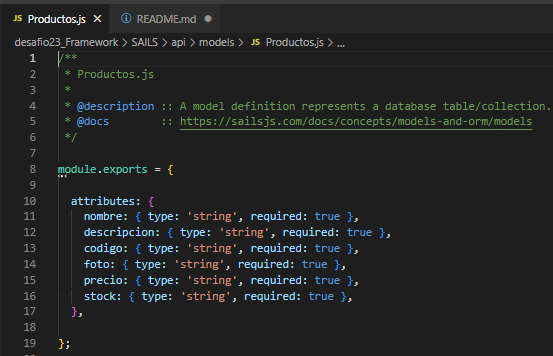 JS Productos.js × README.md
desafio23_Framework > SAILS > api > models > JS Productos.js > ...
1 /**
2  * Productos.js
3  *
4  * @description :: A model definition represents a database table/collection.
5  * @docs        :: https://sailsjs.com/docs/concepts/models-and-orm/models
6  */
7
8 module.exports = {
9
10   attributes: {
11     nombre: { type: 'string', required: true },
12     descripcion: { type: 'string', required: true },
13     codigo: { type: 'string', required: true },
14     foto: { type: 'string', required: true },
15     precio: { type: 'string', required: true },
16     stock: { type: 'string', required: true },
17   },
18
19 };